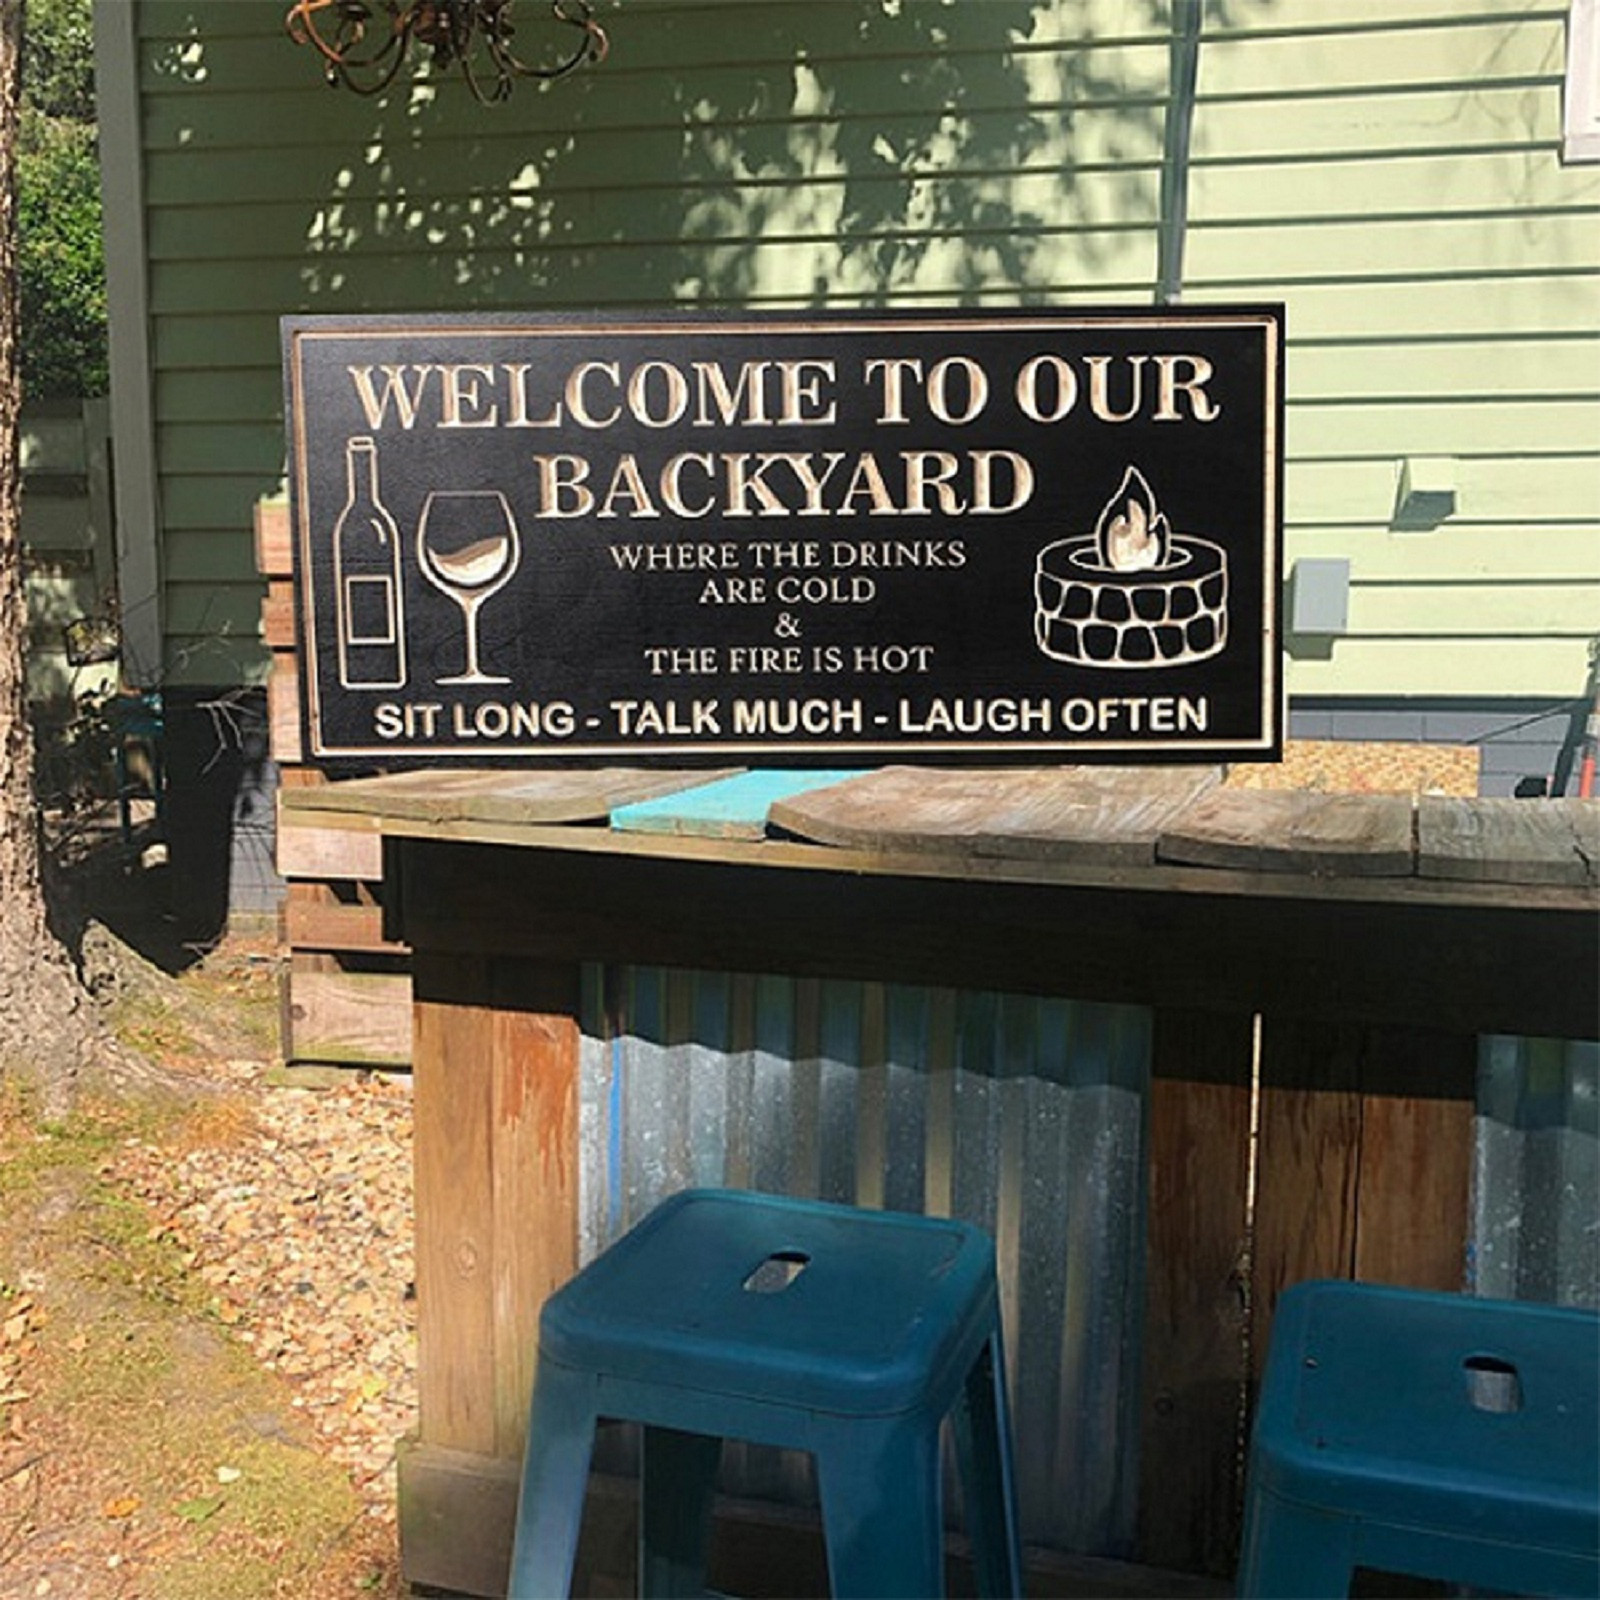 WELCOME TO OUR
BACKYARD
WHERE THE DRINKS
ARE COLD
&
THE FIRE IS HOT
SIT LONG - TALK MUCH - LAUGH OFTEN